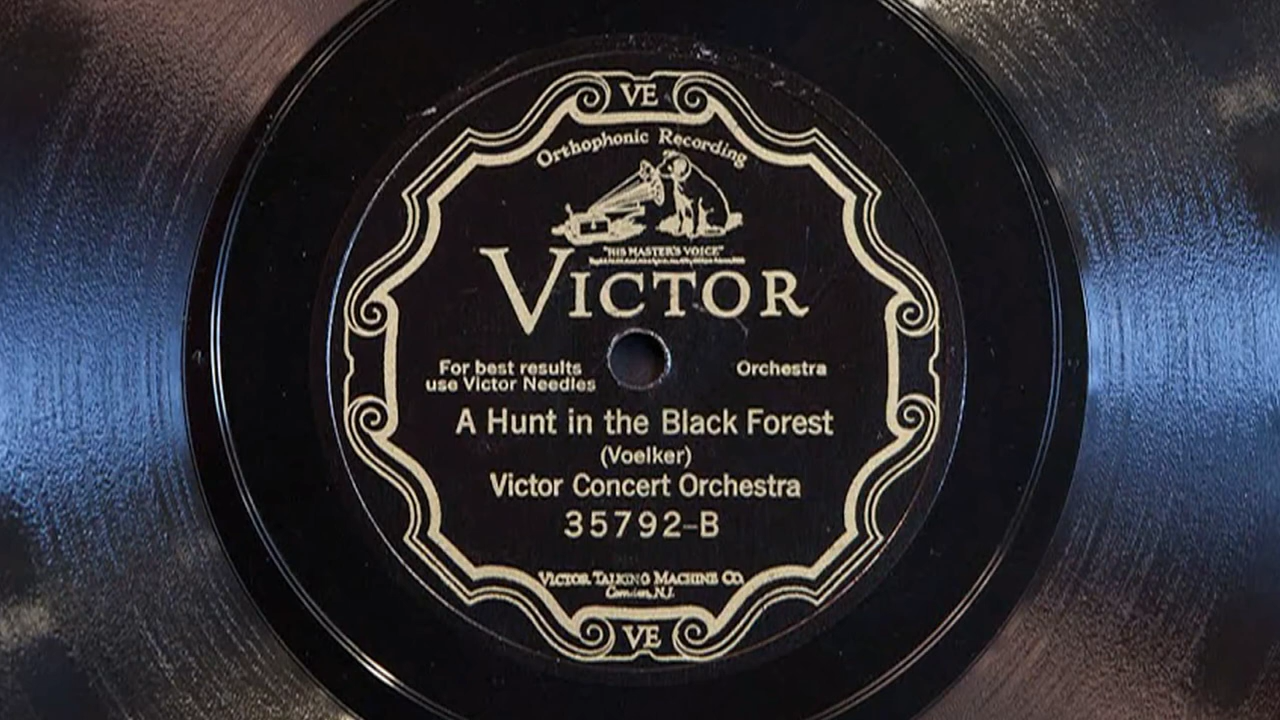 VE
Orthophonic Recording
"HIS MASTER'S VOICE"
VICTOR
For best results
use Victor Needles
Orchestra
A Hunt in the Black Forest
(Voelker)
Victor Concert Orchestra
35792-B
VICTOR TALKING MACHINE CO.
Camden, N.J.
VE